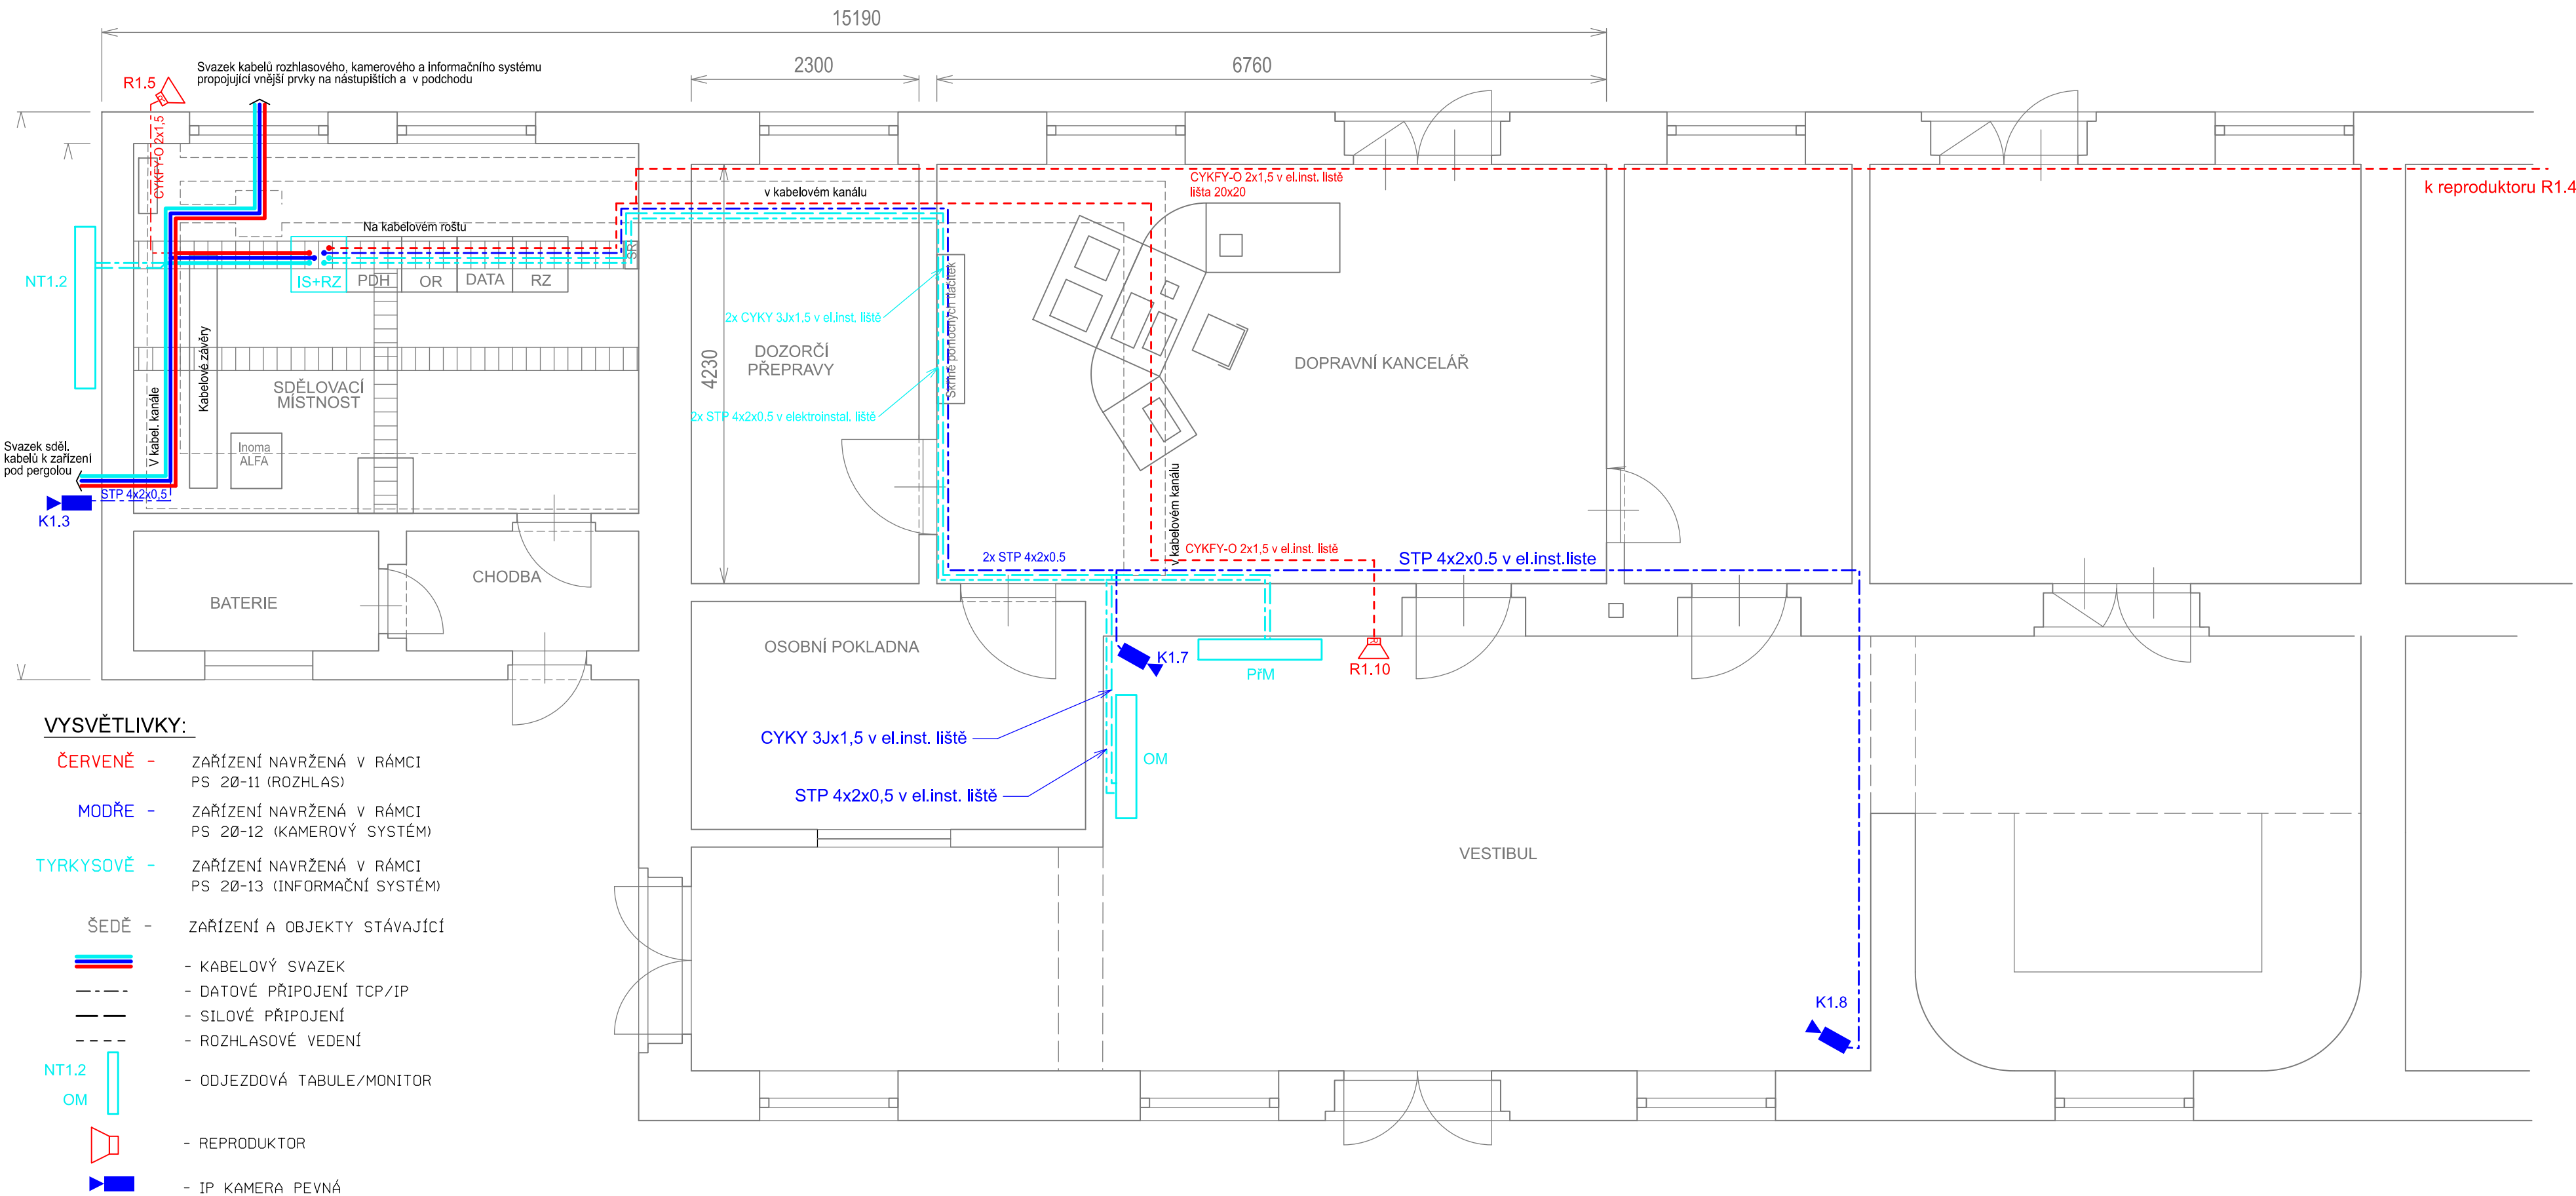 15190
2300
6760
Svazek kabelů rozhlasového, kamerového a informačního systému
propojující vnější prvky na nástupištích a v podchodu
R1.5
CYKFY-O 2x1,5
v kabelovém kanálu
CYKFY-O 2x1,5 v el.inst. listě
lišta 20x20
k reproduktoru R1.4
Na kabelovém roštu
SR
NT1.2
IS+RZ
PDH
OR
DATA
RZ
Skříně pomocných tlačítek
2x CYKY 3Jx1,5 v el.inst. liště
DOZORČÍ
PŘEPRAVY
4230
DOPRAVNÍ KANCELÁŘ
Kabelové závěry
V kabel. kanále
SDĚLOVACÍ
MÍSTNOST
2x STP 4x2x0.5 v elektroinstal. liště
Svazek sděl.
kabelů k zařízení
pod pergolou
Inoma
ALFA
STP 4x2x0,5
K1.3
v kabelovém kanálu
2x STP 4x2x0.5
CYKFY-O 2x1,5 v el.inst. listě
STP 4x2x0.5 v el.inst.liste
CHODBA
BATERIE
OSOBNÍ POKLADNA
K1.7
PřM
R1.10
CYKY 3Jx1,5 v el.inst. liště
OM
STP 4x2x0,5 v el.inst. liště
VESTIBUL
K1.8
VYSVĚTLIVKY:
ČERVENĚ - ZAŘÍZENÍ NAVRŽENÁ V RÁMCI
PS 20-11 (ROZHLAS)
MODŘE - ZAŘÍZENÍ NAVRŽENÁ V RÁMCI
PS 20-12 (KAMEROVÝ SYSTÉM)
TYRKYSOVĚ - ZAŘÍZENÍ NAVRŽENÁ V RÁMCI
PS 20-13 (INFORMAČNÍ SYSTÉM)
ŠEDĚ - ZAŘÍZENÍ A OBJEKTY STÁVAJÍCÍ
- KABELOVÝ SVAZEK
- DATOVÉ PŘIPOJENÍ TCP/IP
- SILOVÉ PŘIPOJENÍ
- ROZHLASOVÉ VEDENÍ
NT1.2
OM
- ODJEZDOVÁ TABULE/MONITOR
- REPRODUKTOR
- IP KAMERA PEVNÁ